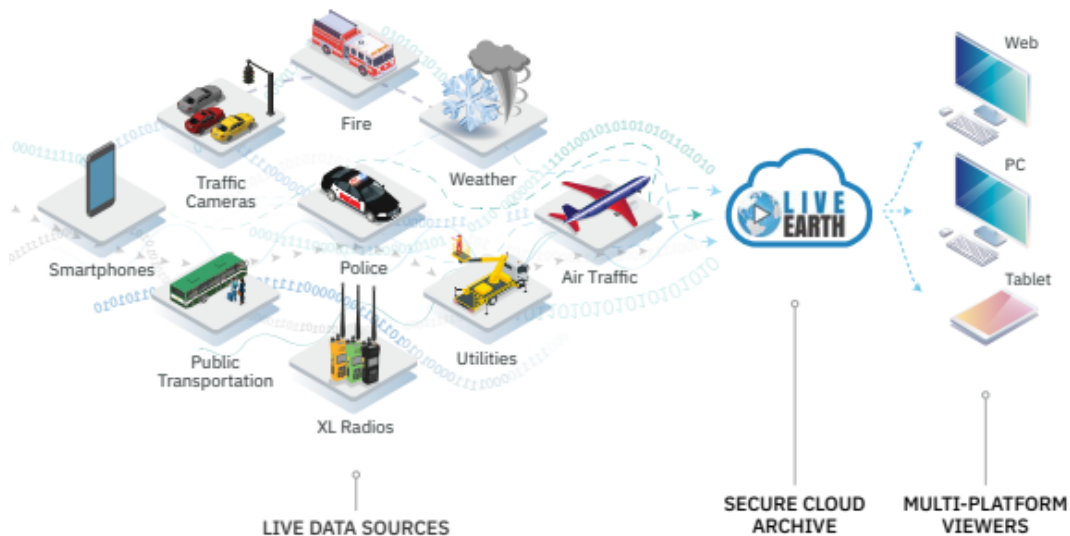 Web
Fire
PC
Traffic
Cameras
Weather
LIVE
EARTH
Smartphones
Police
Air Traffic
Tablet
Public
Transportation
Utilities
XL Radios
LIVE DATA SOURCES
SECURE CLOUD
ARCHIVE
MULTI-PLATFORM
VIEWERS